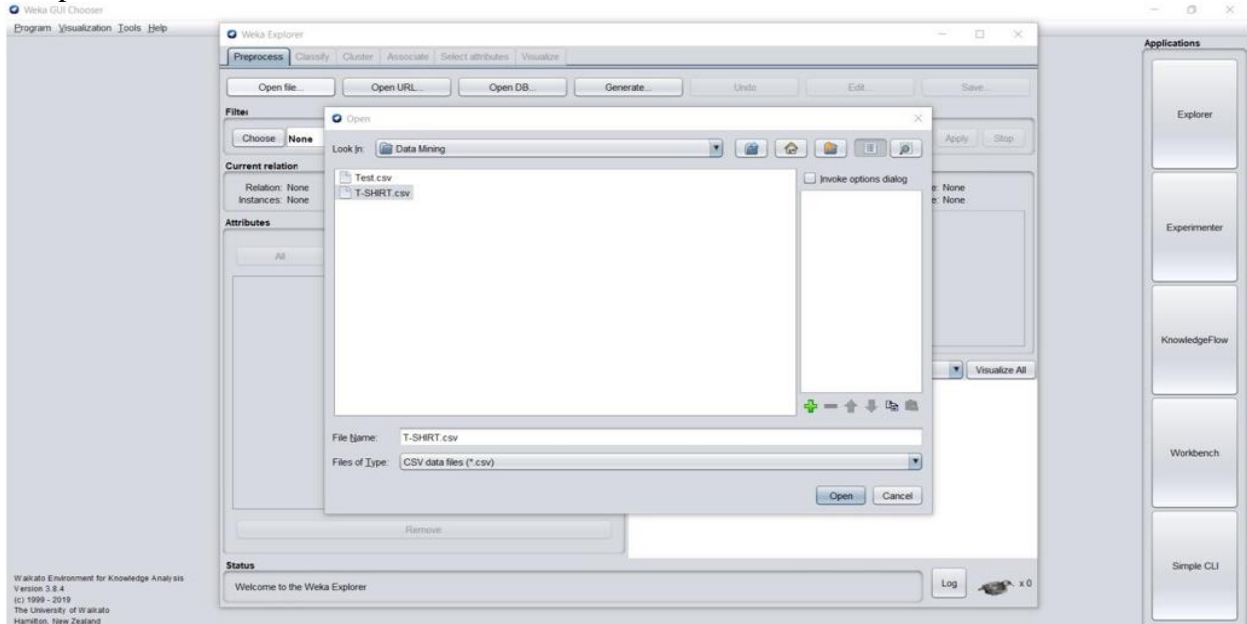 Weka GUI Chooser
Program Visualization Tools Help
Applications
Explorer
Experimenter
KnowledgeFlow
Workbench
Simple CLI
Weka Explorer
Preprocess Classify Cluster Associate Select attributes Visualize
Open file... Open URL... Open DB... Generate... Undo Edit... Save...
Filter
Choose None Apply Stop
Current relation
Relation: None
Instances: None
e: None
e: None
Attributes
All
Visualize All
Remove
Status
Welcome to the Weka Explorer
Log x 0
Open
Look In: Data Mining
Test.csv
T-SHIRT.csv
Invoke options dialog
File Name: T-SHIRT.csv
Files of Type: CSV data files (*.csv)
Open Cancel
Waikato Environment for Knowledge Analysis
Version 3.8.4
(c) 1999 - 2019
The University of Waikato
Hamilton, New Zealand